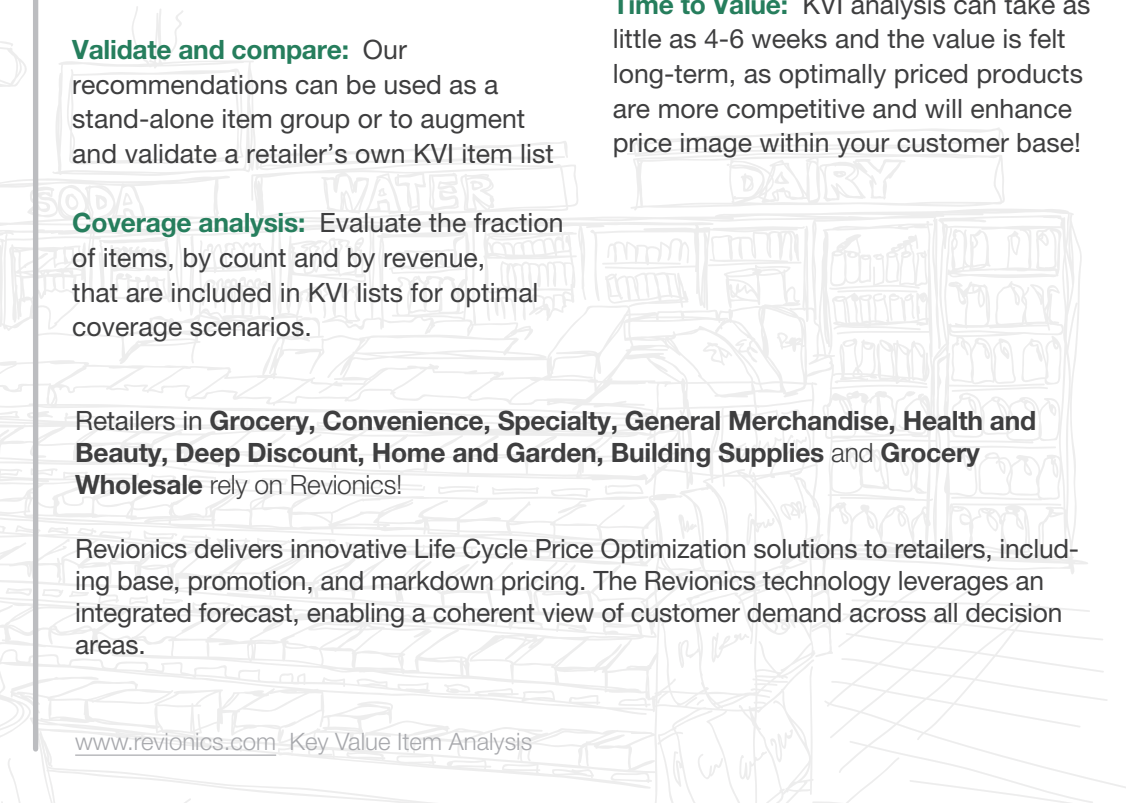 Validate and compare: Our
recommendations can be used as a
stand-alone item group or to augment
and validate a retailer’s own KVI item list
Coverage analysis: Evaluate the fraction
of items, by count and by revenue,
that are included in KVI lists for optimal
coverage scenarios.
Time to Value: KVI analysis can take as
little as 4-6 weeks and the value is felt
long-term, as optimally priced products
are more competitive and will enhance
price image within your customer base!
SODA
WATER
DAIRY
Retailers in Grocery, Convenience, Specialty, General Merchandise, Health and
Beauty, Deep Discount, Home and Garden, Building Supplies and Grocery
Wholesale rely on Revionics!
Revionics delivers innovative Life Cycle Price Optimization solutions to retailers, includ-
ing base, promotion, and markdown pricing. The Revionics technology leverages an
integrated forecast, enabling a coherent view of customer demand across all decision
areas.
www.revionics.com Key Value Item Analysis